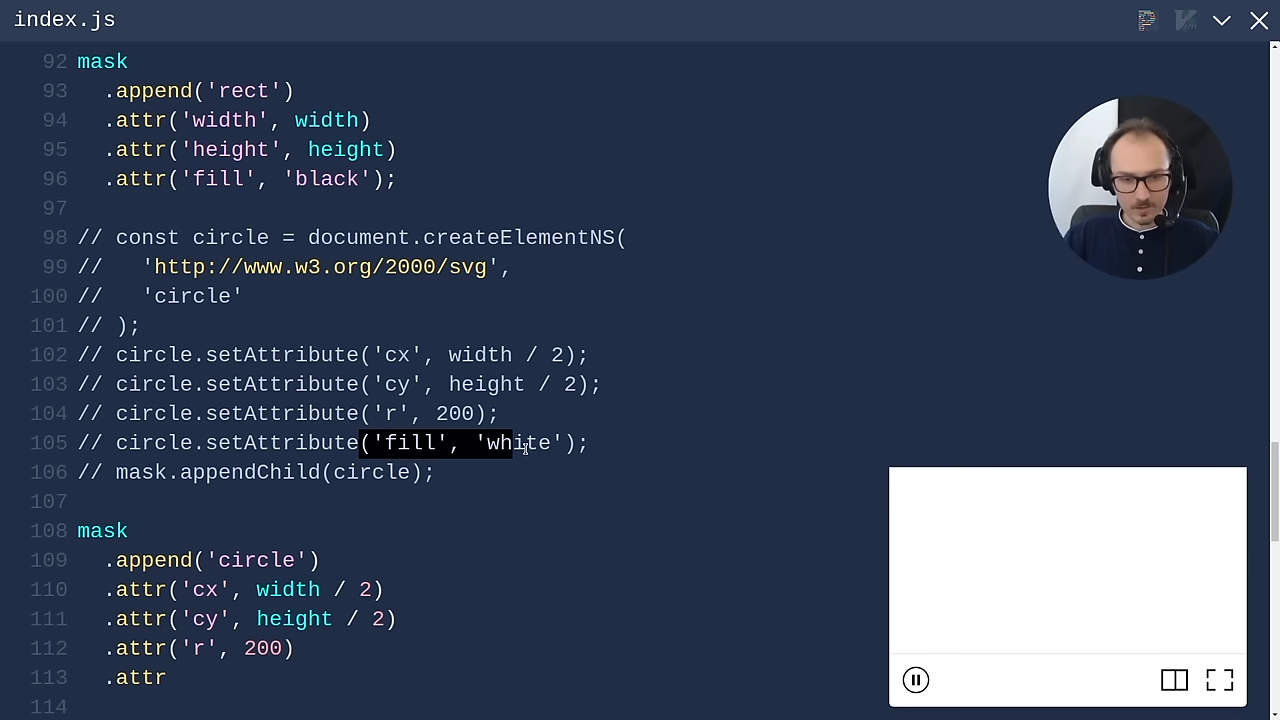 index.js
92 mask
93   .append('rect')
94   .attr('width', width)
95   .attr('height', height)
96   .attr('fill', 'black');
97
98 // const circle = document.createElementNS(
99 //   'http://www.w3.org/2000/svg',
100 //   'circle'
101 // );
102 // circle.setAttribute('cx', width / 2);
103 // circle.setAttribute('cy', height / 2);
104 // circle.setAttribute('r', 200);
105 // circle.setAttribute('fill', 'white');
106 // mask.appendChild(circle);
107
108 mask
109   .append('circle')
110   .attr('cx', width / 2)
111   .attr('cy', height / 2)
112   .attr('r', 200)
113   .attr
114